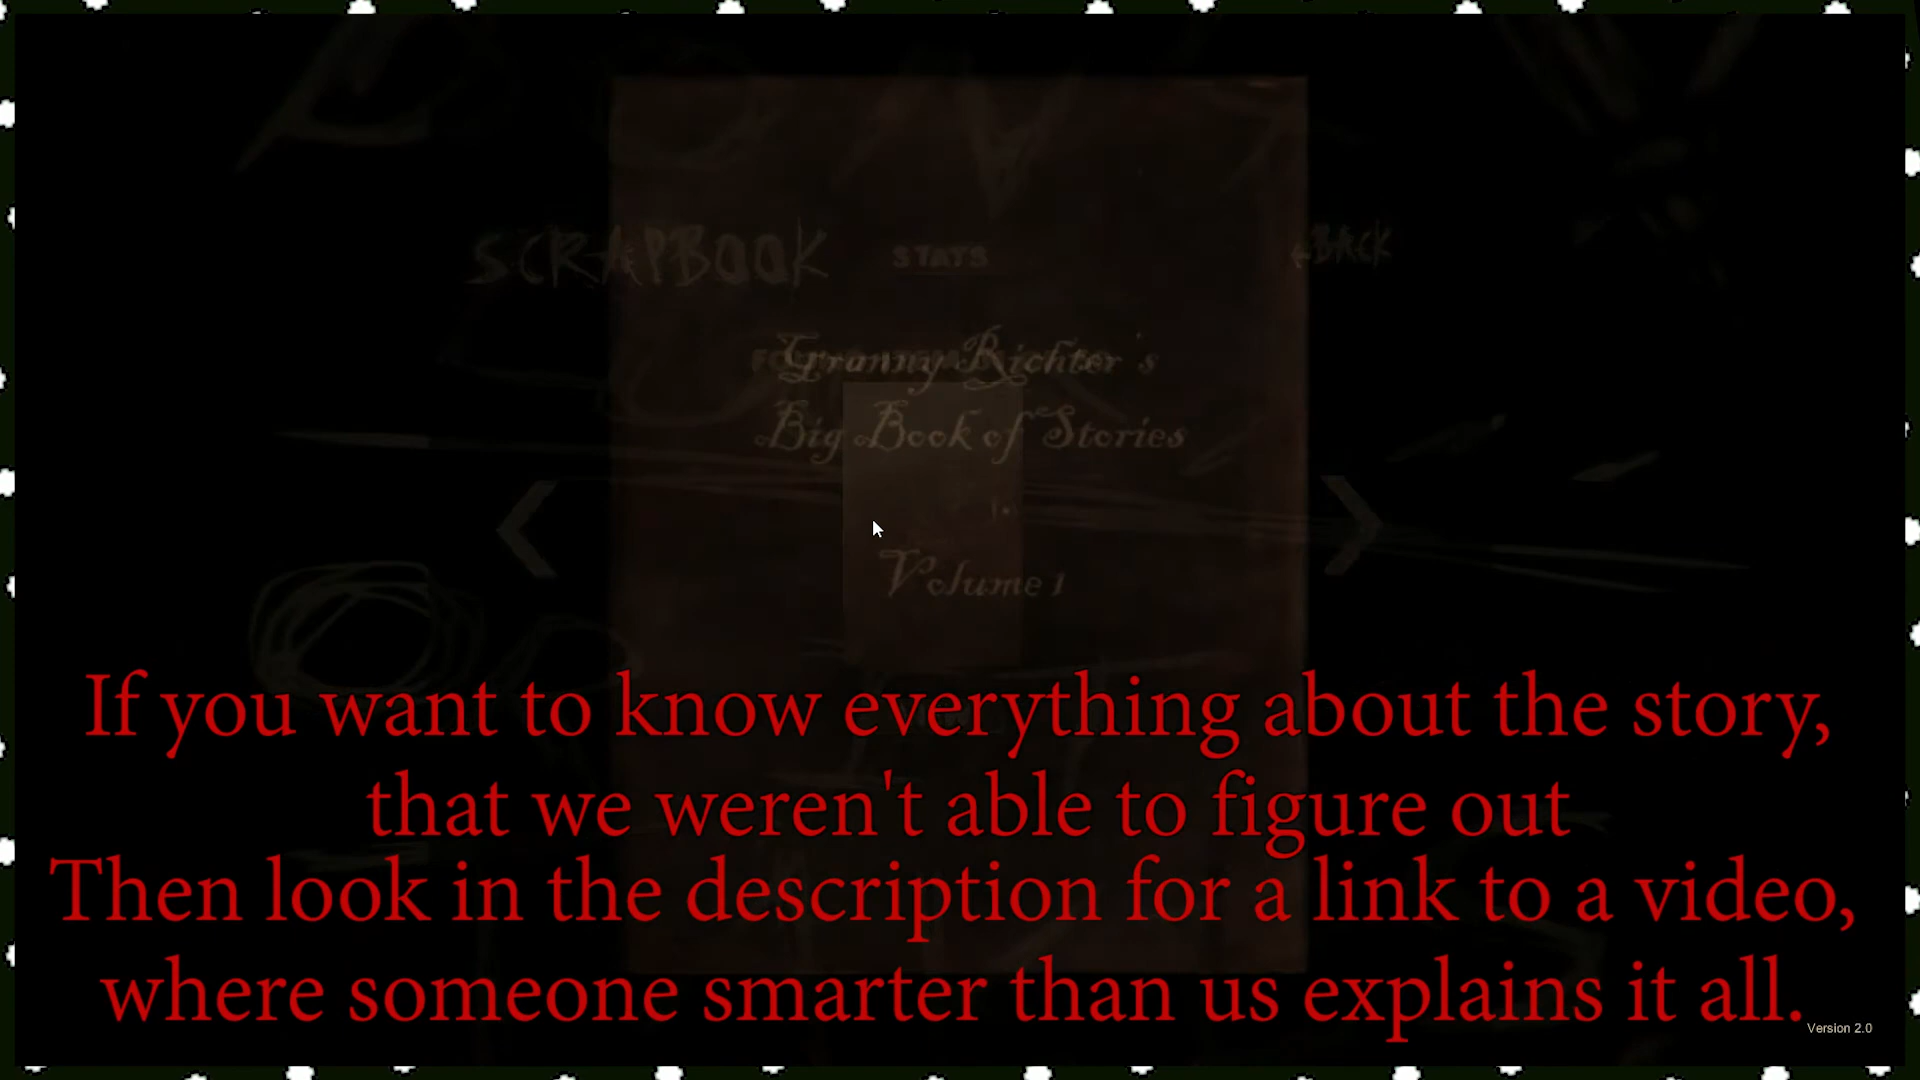 SCRAPBOOK
STATS
BACK
Granny Richter's
Big Book of Stories
Volume 1
If you want to know everything about the story,
that we weren't able to figure out
Then look in the description for a link to a video,
where someone smarter than us explains it all.
Version 2.0